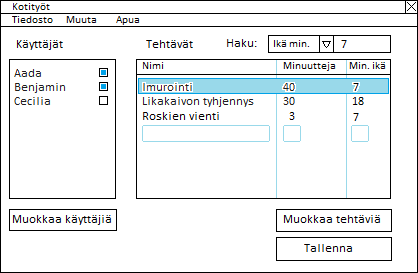 Kotityöt
Tiedosto Muuta Apua
Käyttäjät Tehtävät Haku: Ikä min. 7
Nimi Minuutteja Min. ikä
Aada
Benjamin
Cecilia
Imurointi 40 7
Likakaivon tyhjennys 30 18
Roskien vienti 3 7
Muokkaa käyttäjiä Muokkaa tehtäviä
Tallenna